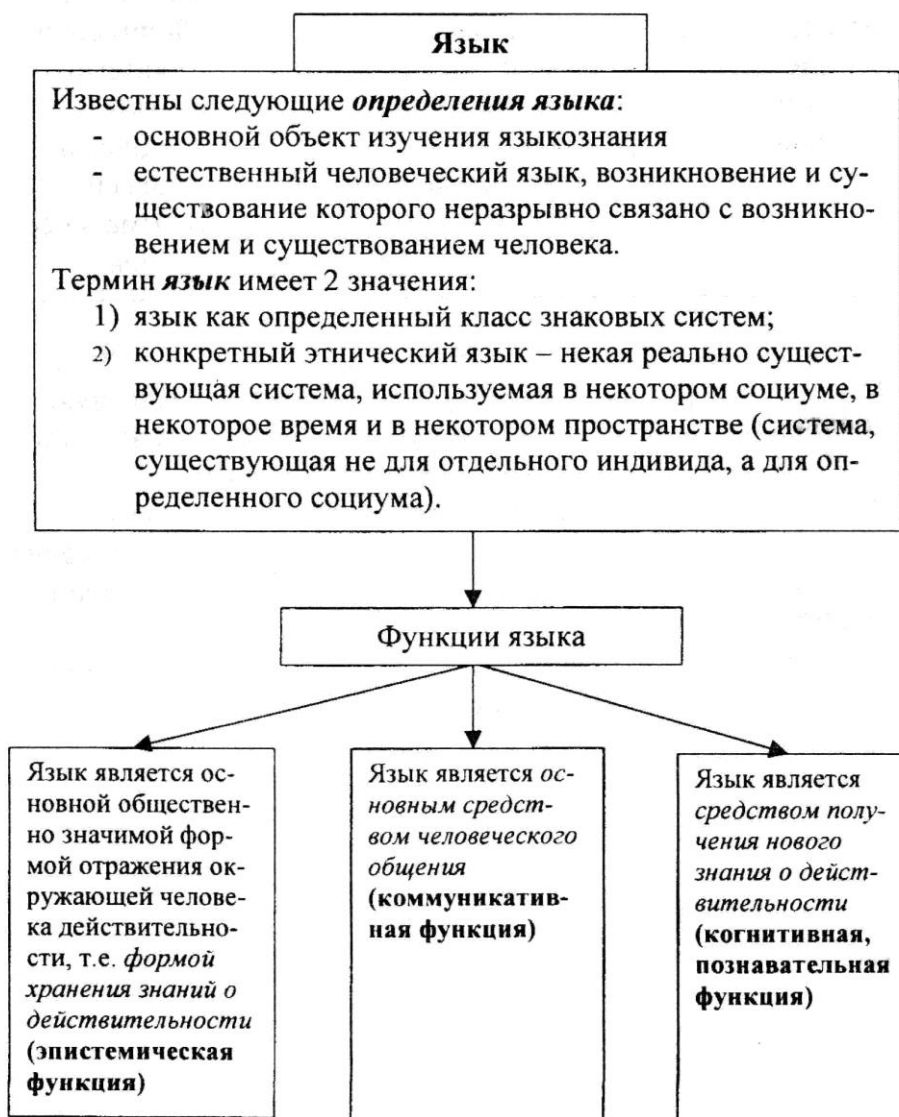 Язык
Известны следующие определения языка:
- основной объект изучения языкознания
- естественный человеческий язык, возникновение и су-
ществование которого неразрывно связано с возникно-
вением и существованием человека.
Термин язык имеет 2 значения:
1) язык как определенный класс знаковых систем;
2) конкретный этнический язык – некая реально сущест-
вующая система, используемая в некотором социуме, в
некоторое время и в некотором пространстве (система,
существующая не для отдельного индивида, а для оп-
ределенного социума).
Функции языка
Язык является ос-
новной обществен-
но значимой фор-
мой отражения ок-
ружающей челове-
ка действительно-
сти, т.е. формой
хранения знаний о
действительности
(эпистемическая
функция)
Язык является ос-
новным средст-
вом человеческого
общения
(коммуникатив-
ная функция)
Язык является
средством полу-
чения нового
знания о дейст-
вительности
(когнитивная,
познавательная
функция)